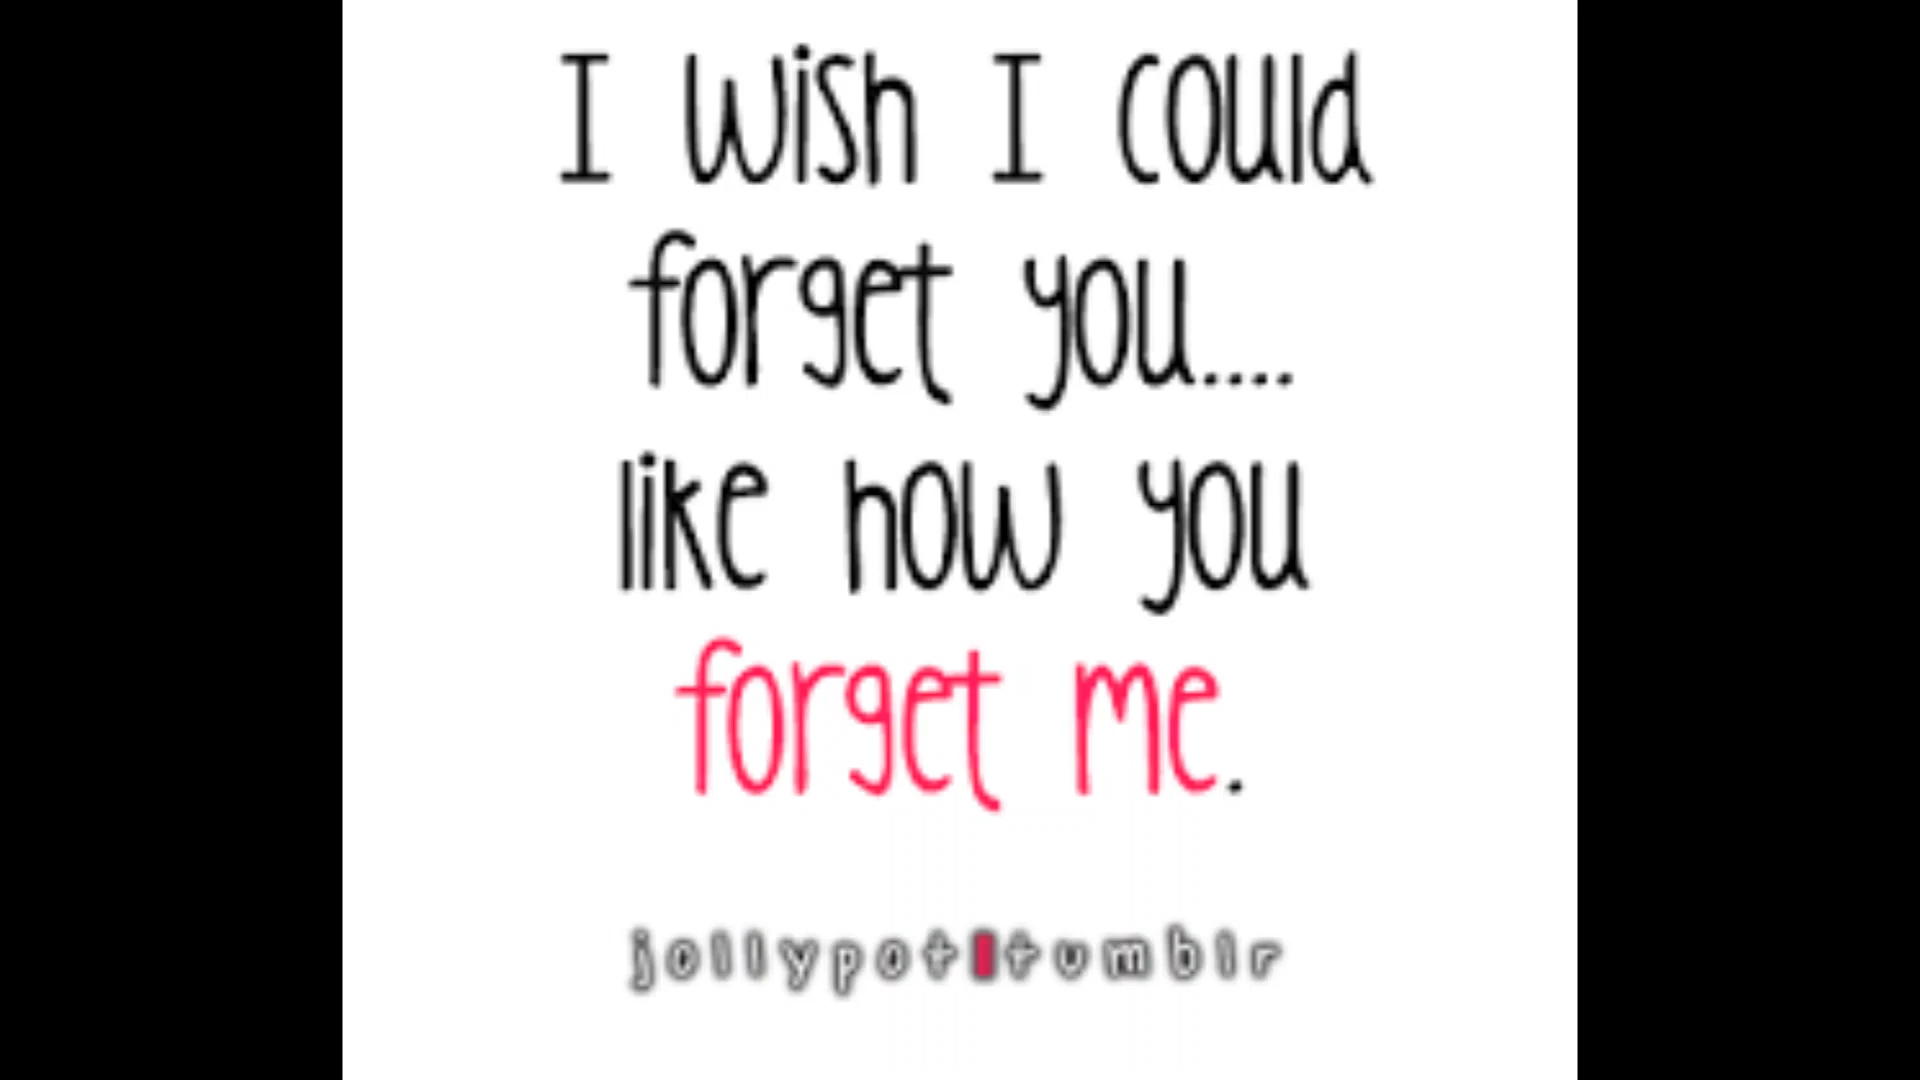 I wish I could
forget you....
like how you
forget me.
jollypot tumblr